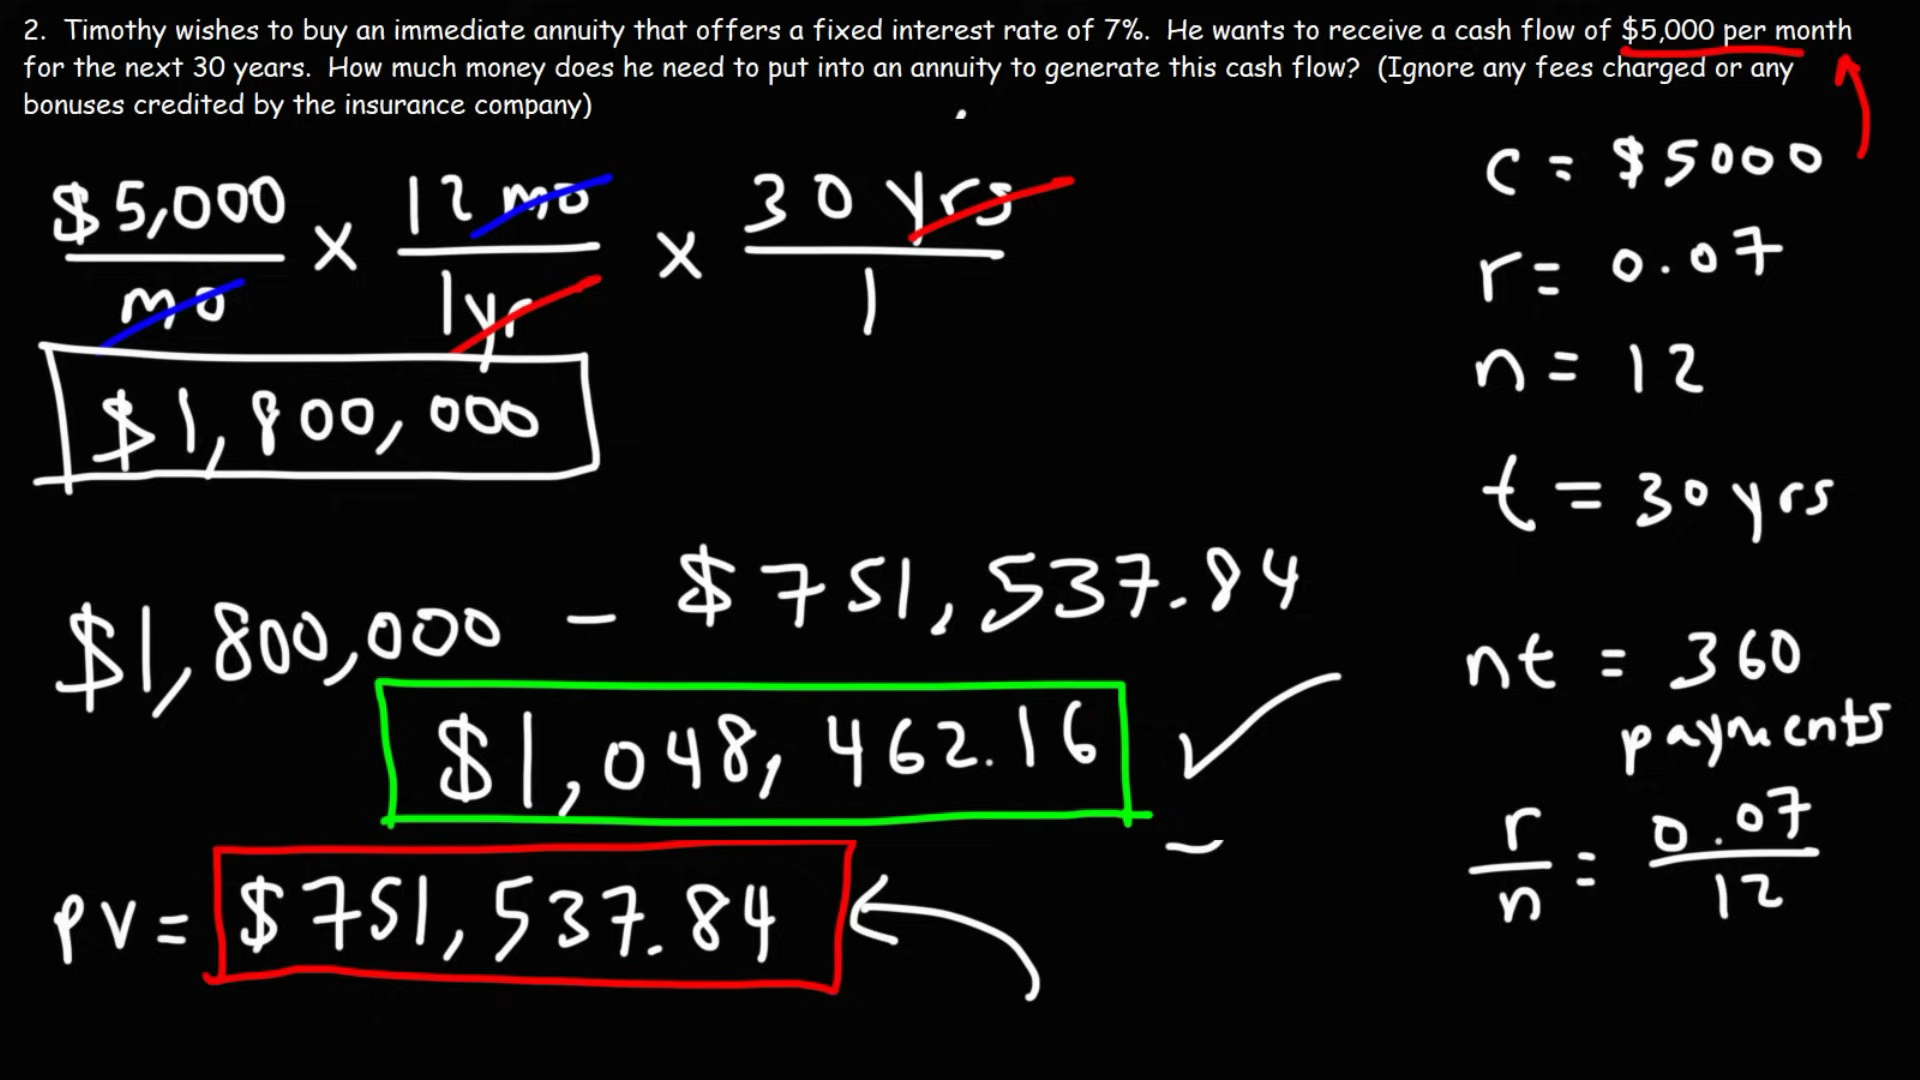 2. Timothy wishes to buy an immediate annuity that offers a fixed interest rate of 7%. He wants to receive a cash flow of $5,000 per month
for the next 30 years. How much money does he need to put into an annuity to generate this cash flow? (Ignore any fees charged or any
bonuses credited by the insurance company)
$5,000 × 12 mo × 30 yrs
mo 1yr 1
$1,800,000
$1,800,000 - $751,537.84
$1,048,462.16
PV = $751,537.84
c = $5000
r = 0.07
n = 12
t = 30yrs
nt = 360
payments
r = 0.07
n 12